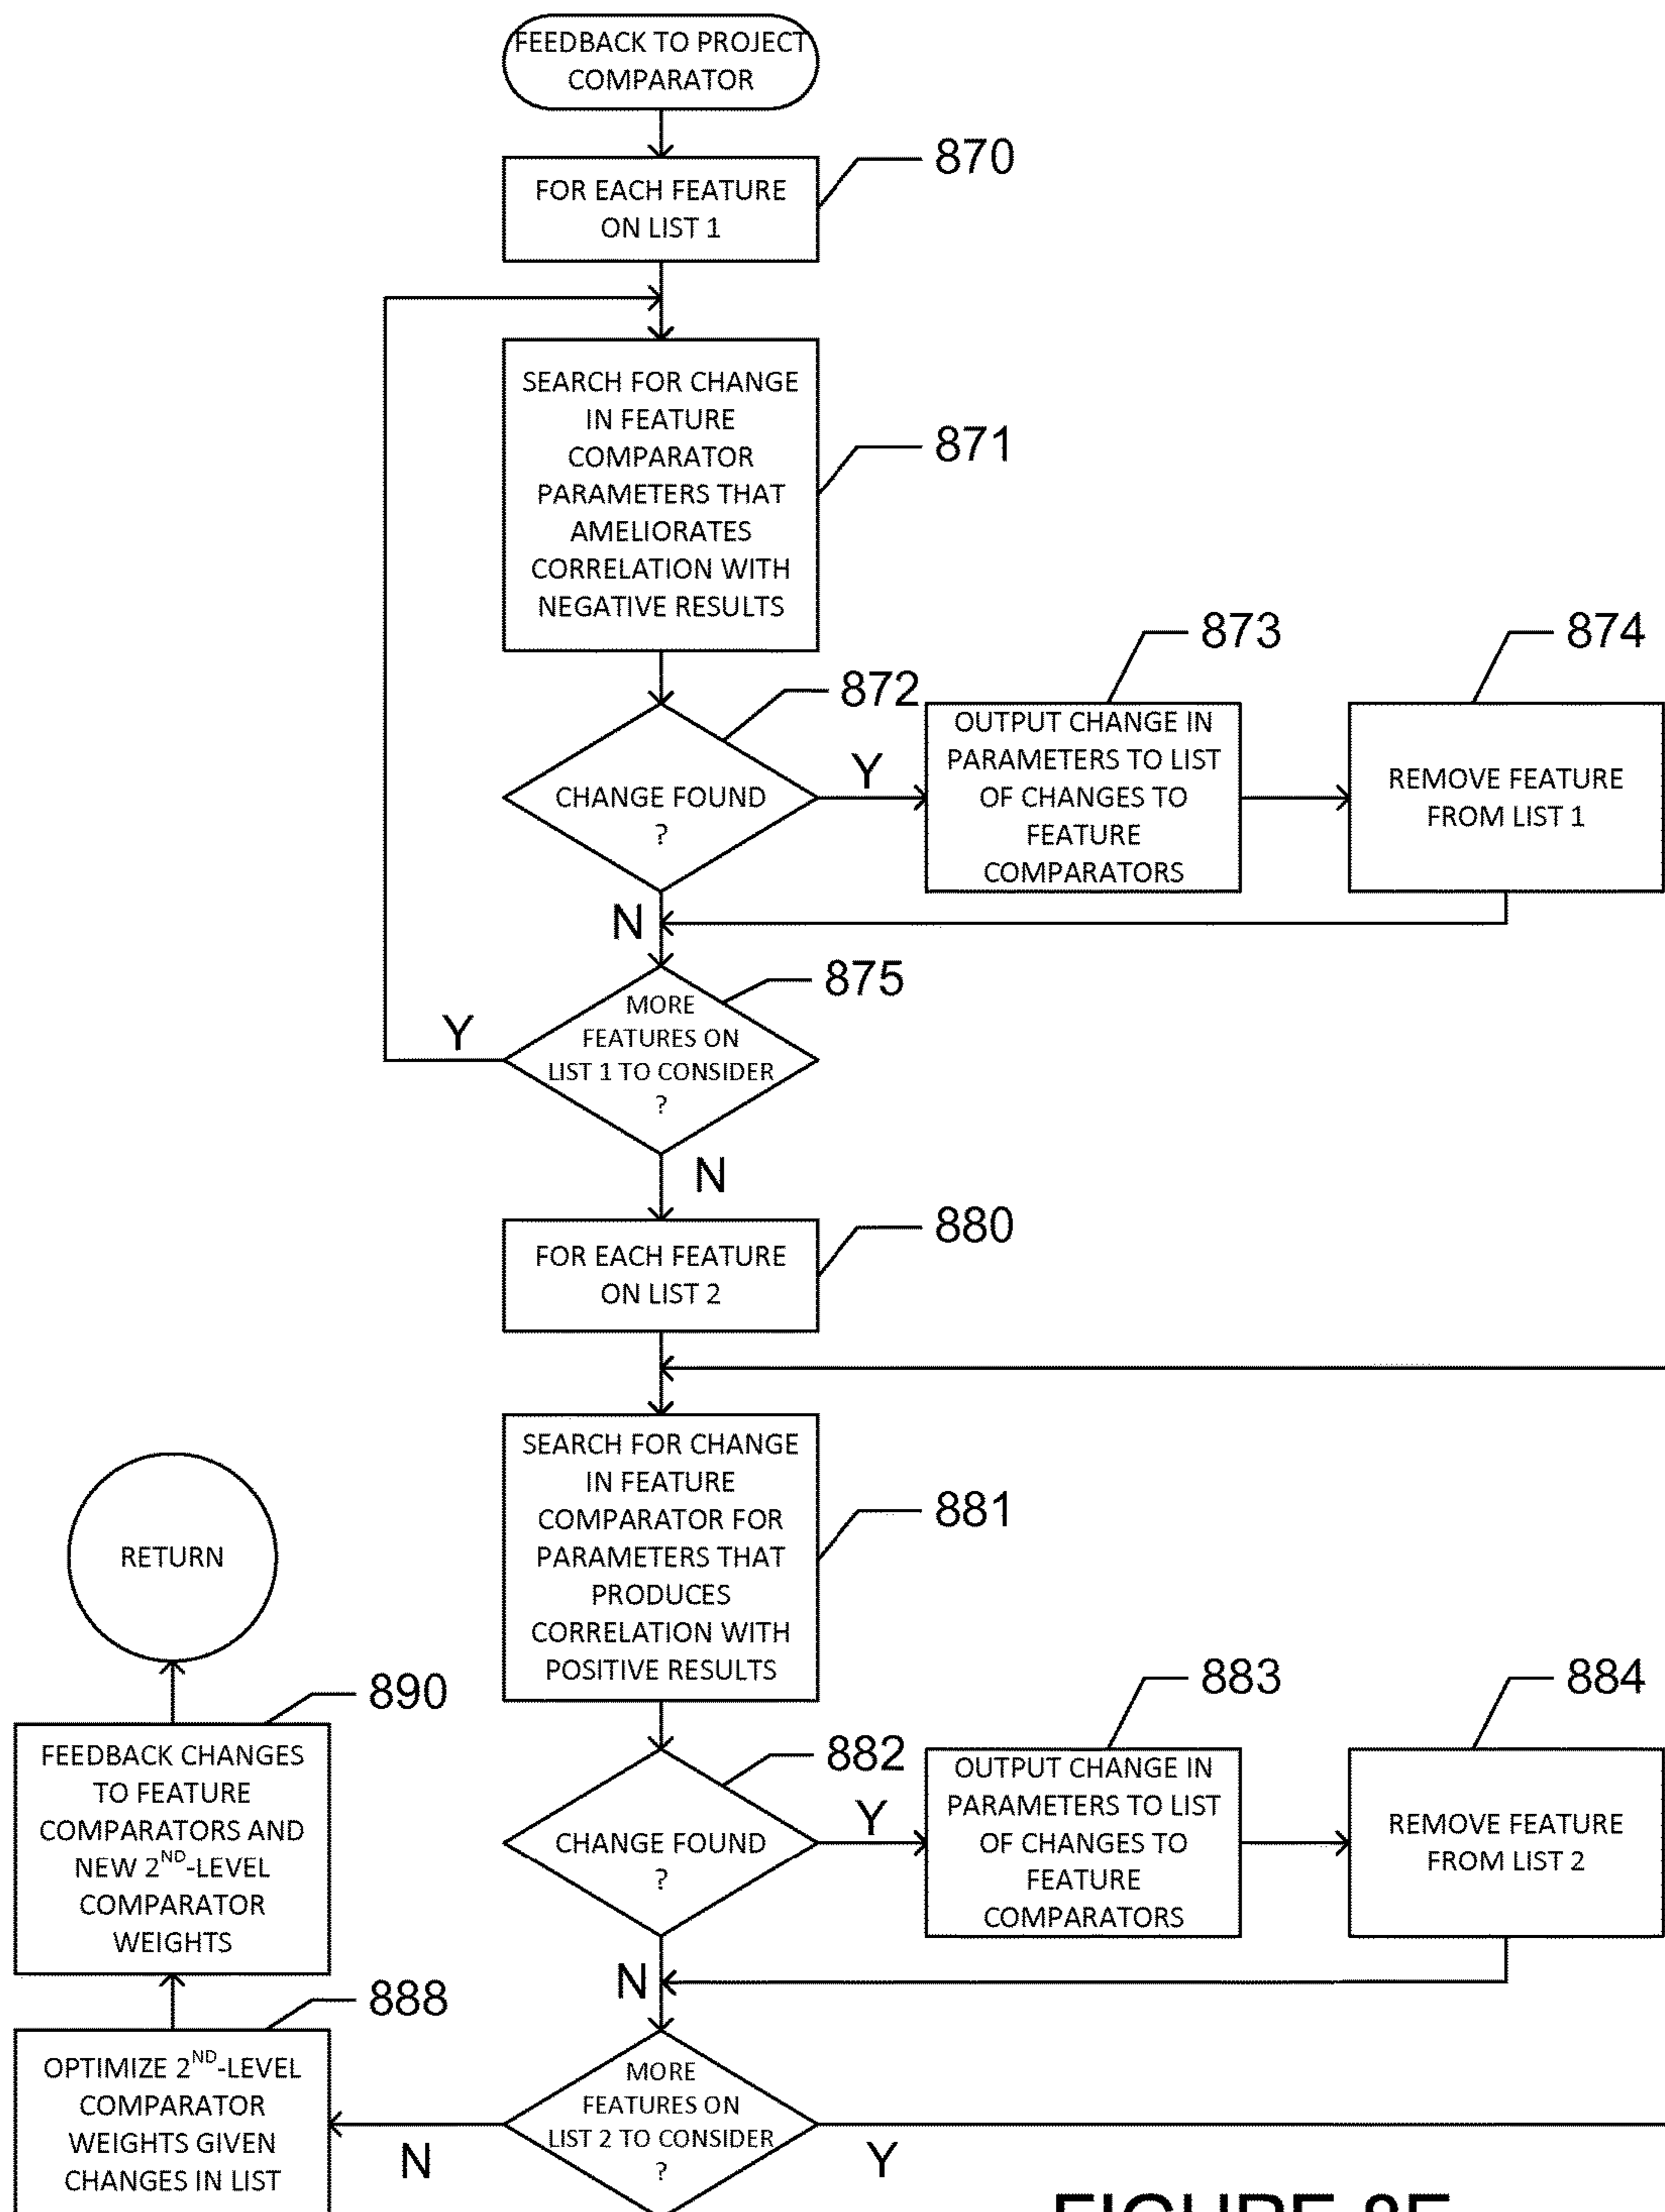 FEEDBACK TO PROJECT
COMPARATOR
870
FOR EACH FEATURE
ON LIST 1
871
SEARCH FOR CHANGE
IN FEATURE
COMPARATOR
PARAMETERS THAT
AMELIORATES
CORRELATION WITH
NEGATIVE RESULTS
872
CHANGE FOUND
?
Y
873
OUTPUT CHANGE IN
PARAMETERS TO LIST
OF CHANGES TO
FEATURE
COMPARATORS
874
REMOVE FEATURE
FROM LIST 1
N
875
MORE
FEATURES ON
LIST 1 TO CONSIDER
?
Y
N
880
FOR EACH FEATURE
ON LIST 2
881
SEARCH FOR CHANGE
IN FEATURE
COMPARATOR FOR
PARAMETERS THAT
PRODUCES
CORRELATION WITH
POSITIVE RESULTS
882
CHANGE FOUND
?
Y
883
OUTPUT CHANGE IN
PARAMETERS TO LIST
OF CHANGES TO
FEATURE
COMPARATORS
884
REMOVE FEATURE
FROM LIST 2
N
MORE
FEATURES ON
LIST 2 TO CONSIDER
?
Y
N
888
OPTIMIZE 2ND-LEVEL
COMPARATOR
WEIGHTS GIVEN
CHANGES IN LIST
890
FEEDBACK CHANGES
TO FEATURE
COMPARATORS AND
NEW 2ND-LEVEL
COMPARATOR
WEIGHTS
RETURN
FIGURE